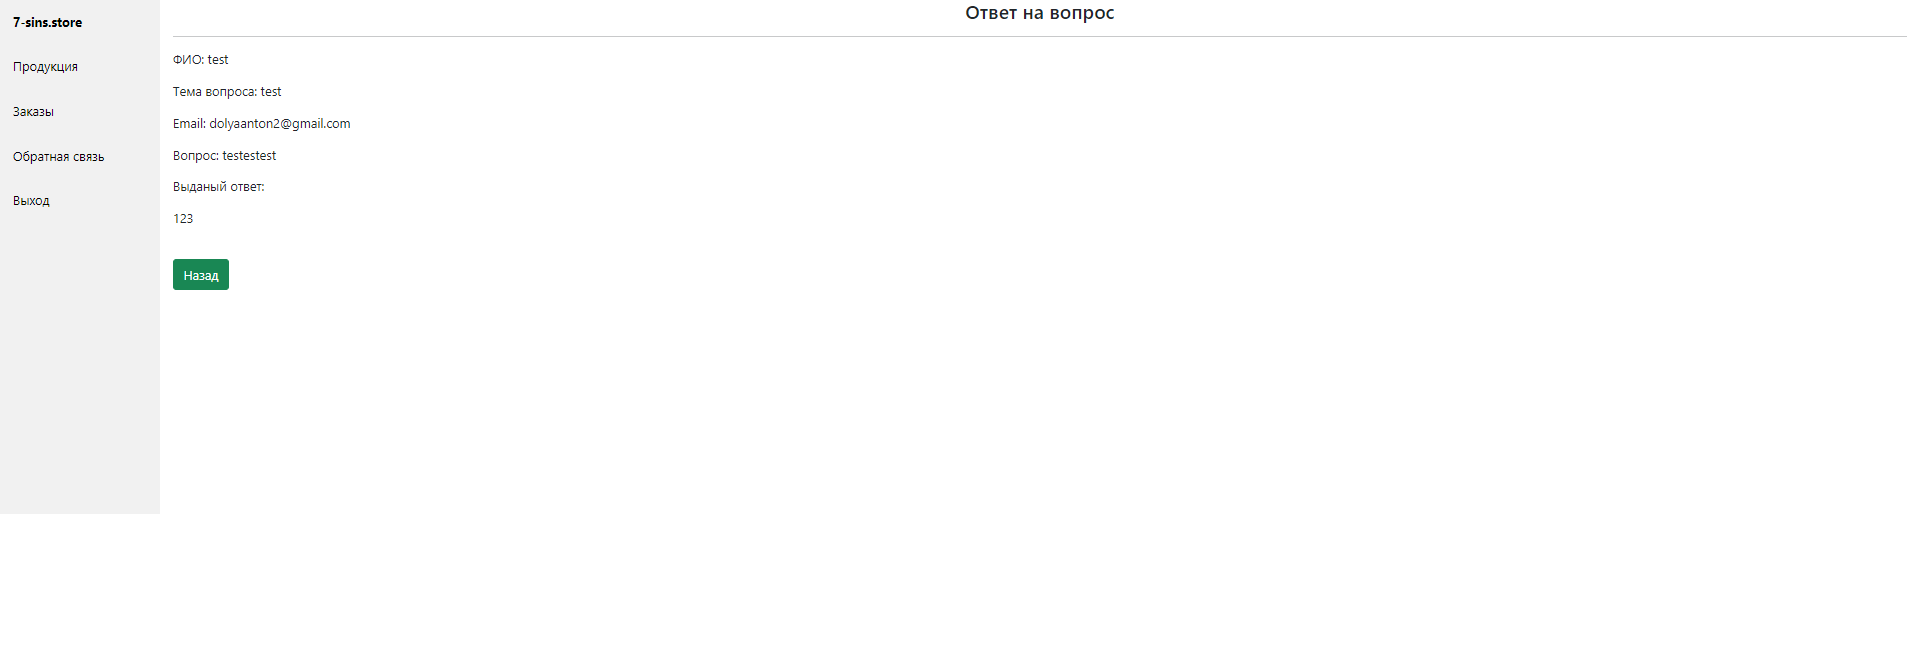 7-sins.store
Продукция
Заказы
Обратная связь
Выход
Ответ на вопрос
ФИО: test
Тема вопроса: test
Email: dolyaanton2@gmail.com
Вопрос: testestest
Выданый ответ:
123
Назад